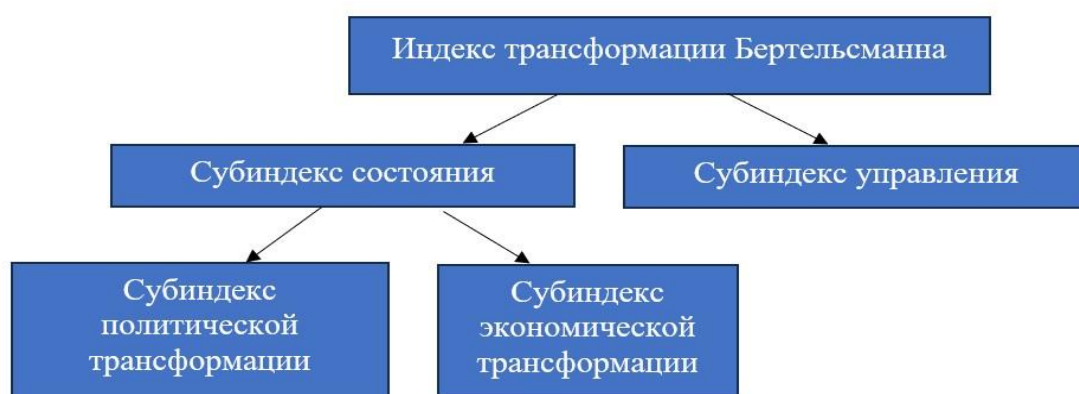 Индекс трансформации Бертельсманна
Субиндекс состояния
Субиндекс управления
Субиндекс
политической
трансформации
Субиндекс
экономической
трансформации